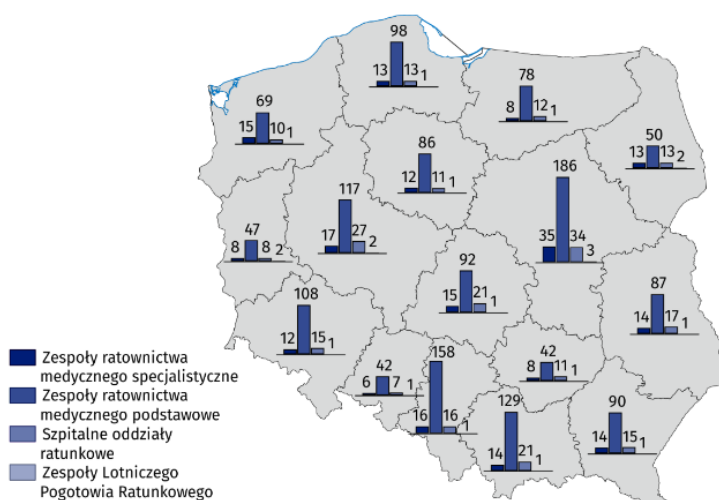 98
13 13 1
78
8 12 1
69
15 10 1
50
13 13 2
86
12 11 1
186
35 34 3
117
17 27 2
47
8 8 2
92
15 21 1
87
14 17 1
108
12 15 1
42
6 7 1
158
16 16 1
42
8 11 1
129
14 21 1
90
14 15 1
Zespoły ratownictwa
medycznego specjalistyczne
Zespoły ratownictwa
medycznego podstawowe
Szpitalne oddziały
ratunkowe
Zespoły Lotniczego
Pogotowia Ratunkowego